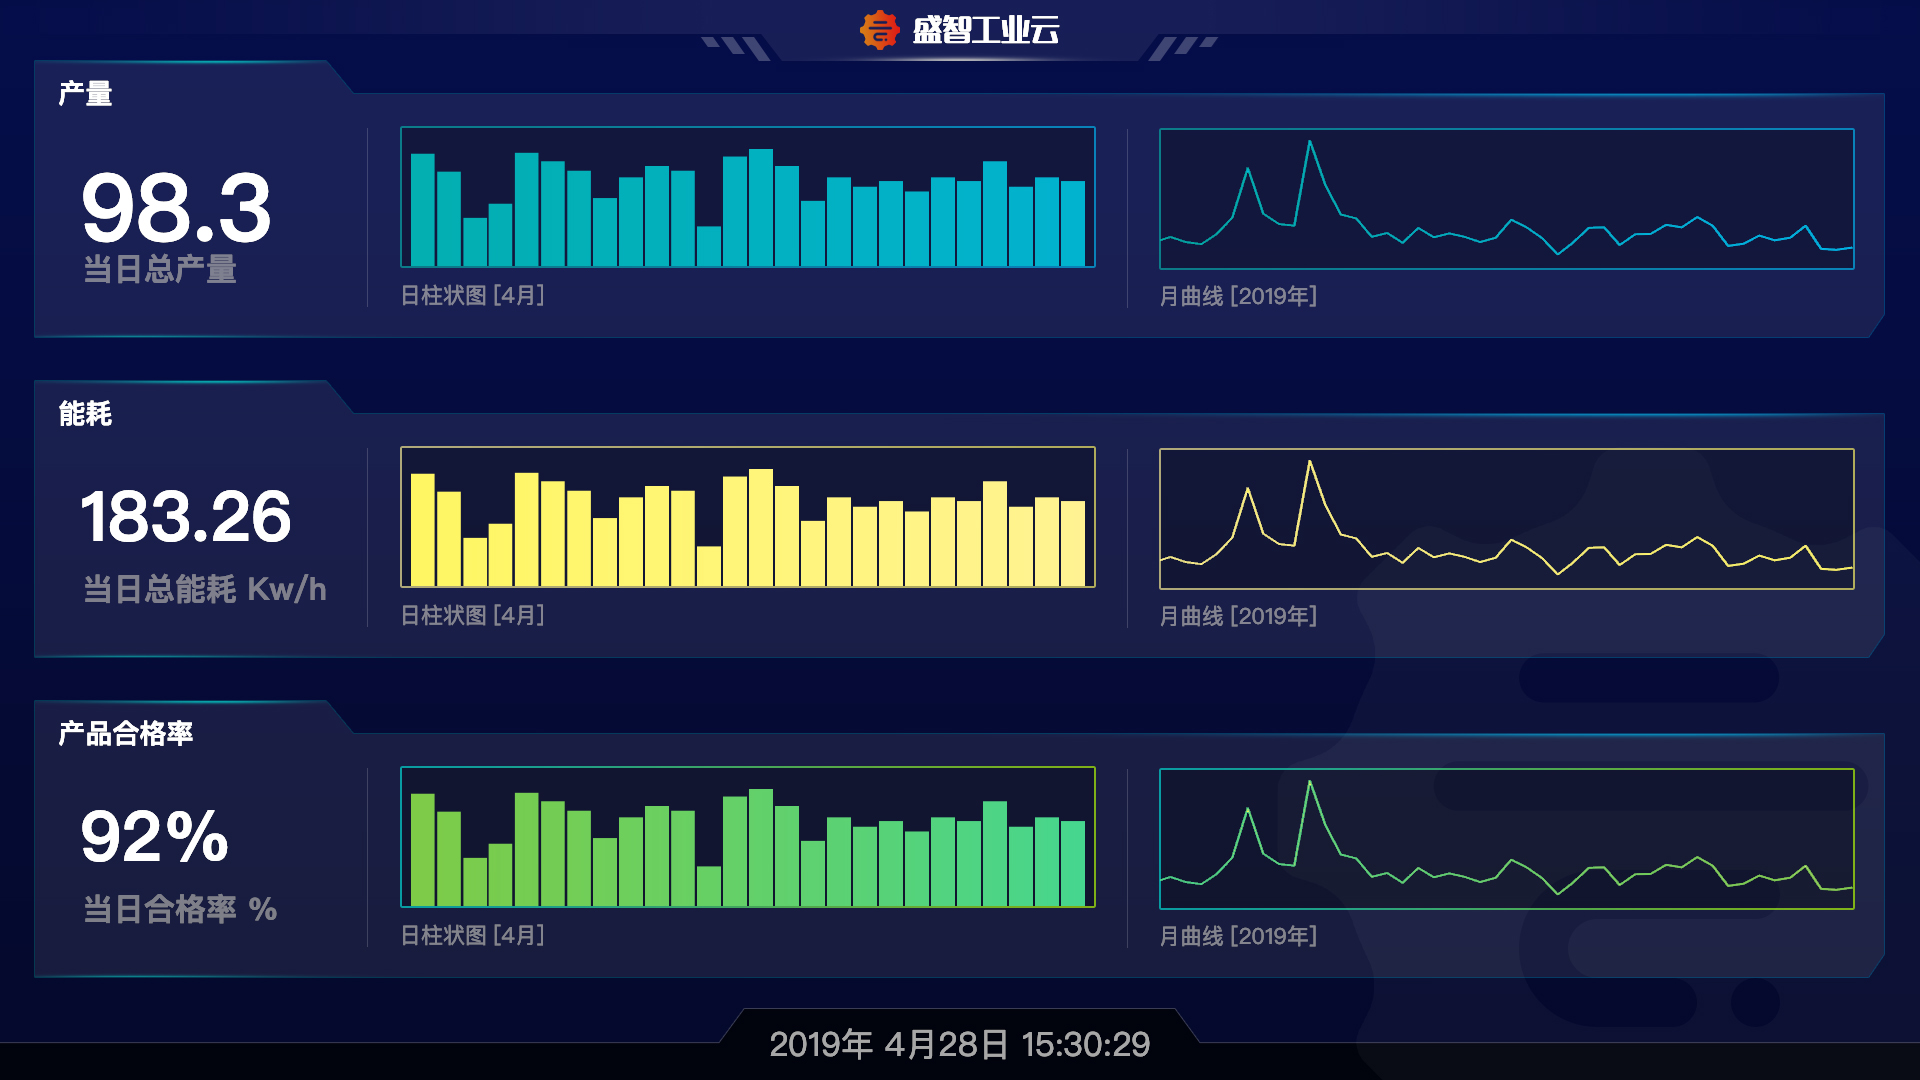 盛智工业云
产量
98.3
当日总产量
日柱状图 [4月]
月曲线 [2019年]
能耗
183.26
当日总能耗 Kw/h
日柱状图 [4月]
月曲线 [2019年]
产品合格率
92%
当日合格率 %
日柱状图 [4月]
月曲线 [2019年]
2019年 4月28日 15:30:29